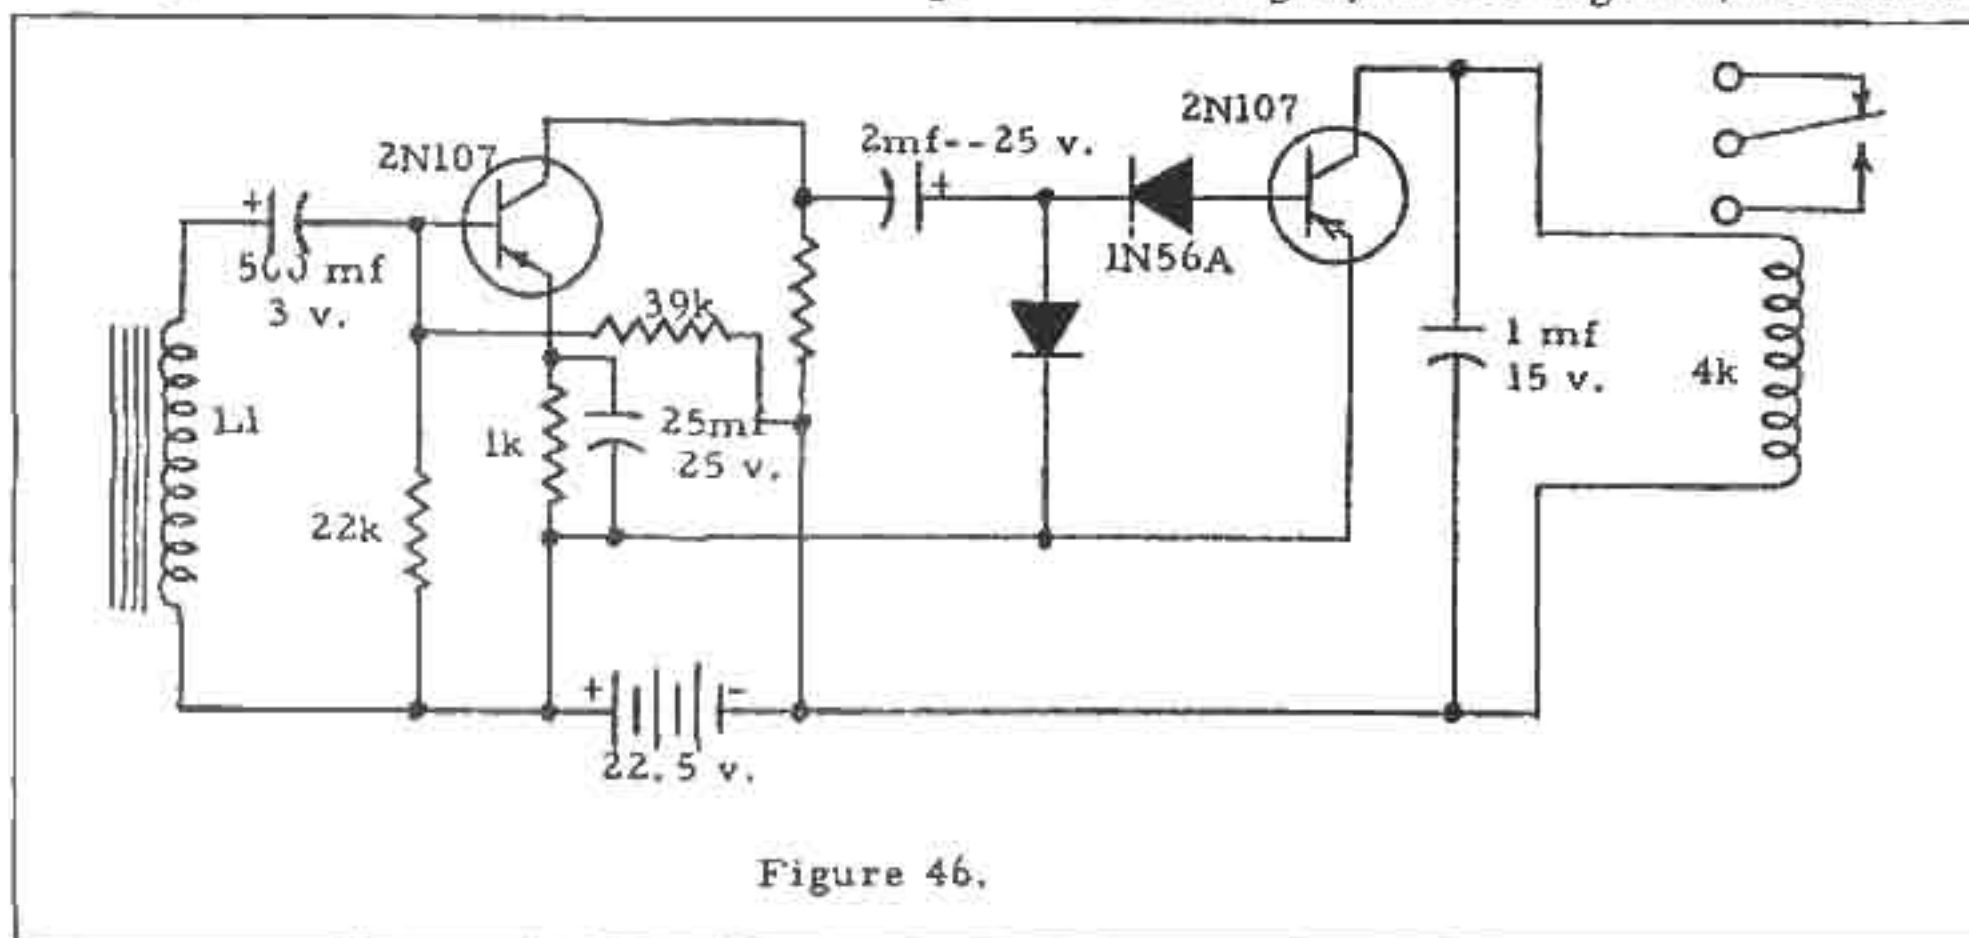 2N107
2mf--25 v.
2N107
+
+
mf
3 v.
1N56A
39k
1 mf
15 v.
4k
L1
1k
25mf
25 v.
22k
+
-
22.5 v.
Figure 46.